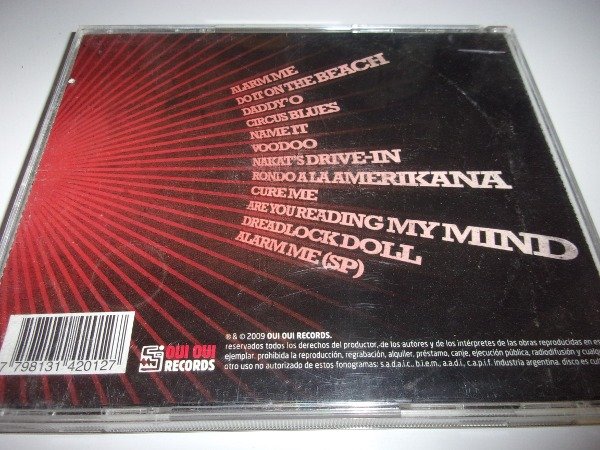 ALARM ME
DO IT ON THE BEACH
DADDY'O
CIRCUS BLUES
NAME IT
VOODOO
NAKAT'S DRIVE-IN
RONDO A LA AMERIKANA
CURE ME
ARE YOU READING MY MIND
DREADLOCK DOLL
ALARM ME (SP)
7 798131 420127
OUI OUI
RECORDS
℗ & © 2009 OUI OUI RECORDS.
reservados todos los derechos del productor, de los autores y de los intérpretes de las obras reproducidas en es
ejemplar. prohibida la reproducción, regrabación, alquiler, préstamo, canje, ejecución pública, radiodifusión y cualqu
otro uso no autorizado de estos fonogramas: s.a.d.a.i.c., b.i.e.m., a.a.d.i., c.a.p.i.f. industria argentina. disco es cul